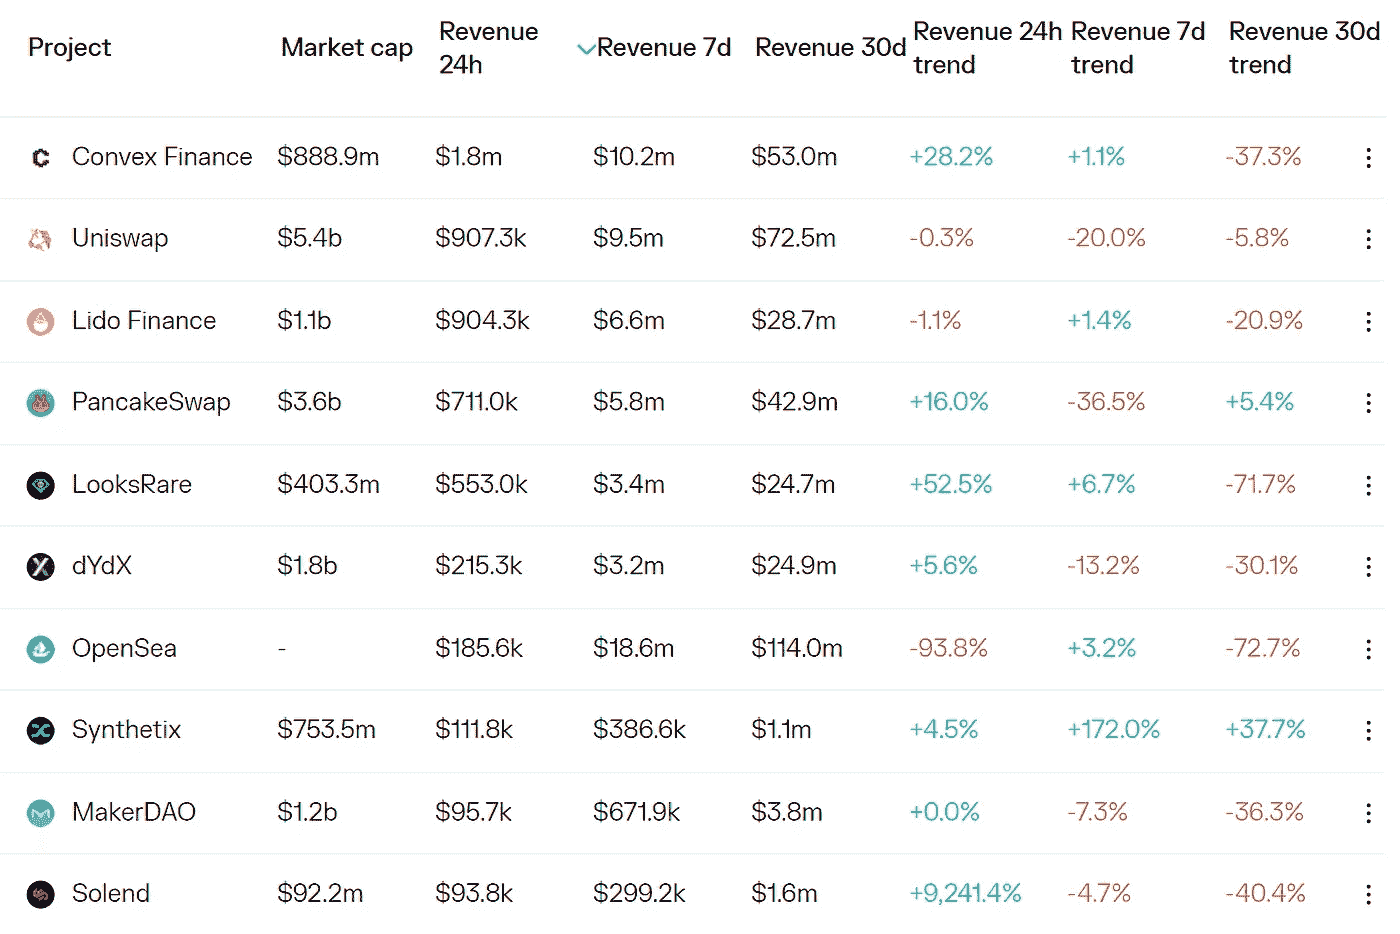 Project Market cap Revenue 24h Revenue 7d Revenue 30d Revenue 24h trend Revenue 7d trend Revenue 30d trend
Convex Finance $888.9m $1.8m $10.2m $53.0m +28.2% +1.1% -37.3%
Uniswap $5.4b $907.3k $9.5m $72.5m -0.3% -20.0% -5.8%
Lido Finance $1.1b $904.3k $6.6m $28.7m -1.1% +1.4% -20.9%
PancakeSwap $3.6b $711.0k $5.8m $42.9m +16.0% -36.5% +5.4%
LooksRare $403.3m $553.0k $3.4m $24.7m +52.5% +6.7% -71.7%
dYdX $1.8b $215.3k $3.2m $24.9m +5.6% -13.2% -30.1%
OpenSea - $185.6k $18.6m $114.0m -93.8% +3.2% -72.7%
Synthetix $753.5m $111.8k $386.6k $1.1m +4.5% +172.0% +37.7%
MakerDAO $1.2b $95.7k $671.9k $3.8m +0.0% -7.3% -36.3%
Solend $92.2m $93.8k $299.2k $1.6m +9,241.4% -4.7% -40.4%